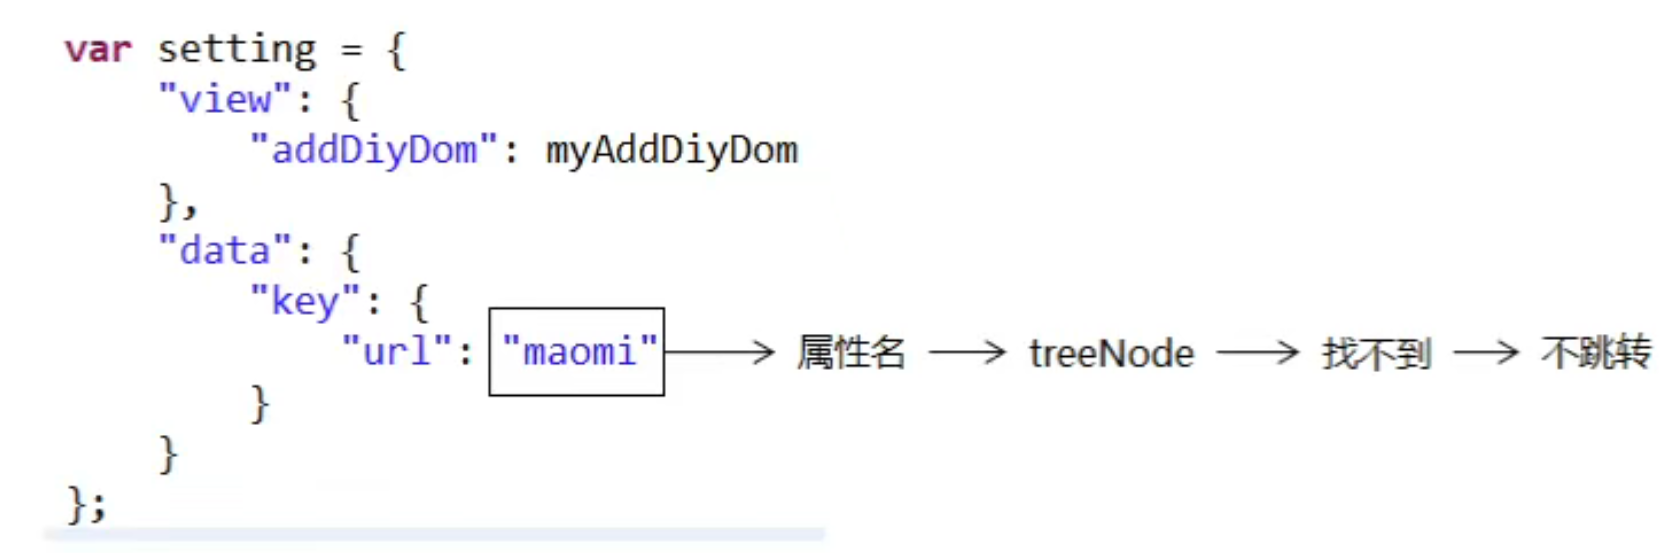 var setting = {
"view": {
"addDiyDom": myAddDiyDom
},
"data": {
"key": {
"url": "maomi" → 属性名 → treeNode → 找不到 → 不跳转
}
}
};